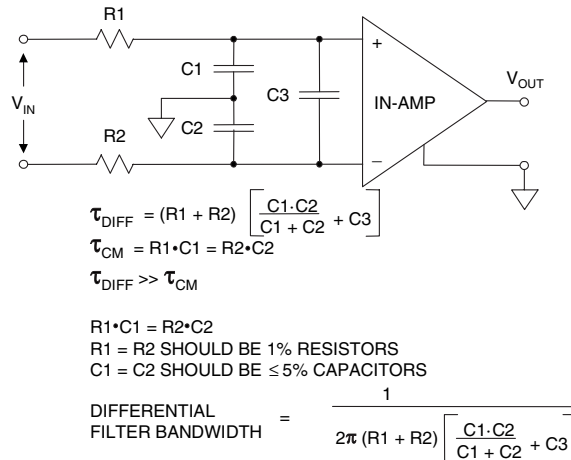 R1
C1
C3
+
IN-AMP
V_OUT
V_IN
C2
R2
−
τ_DIFF = (R1 + R2) [ C1·C2 / C1 + C2 + C3 ]
τ_CM = R1•C1 = R2•C2
τ_DIFF >> τ_CM
R1•C1 = R2•C2
R1 = R2 SHOULD BE 1% RESISTORS
C1 = C2 SHOULD BE ≤ 5% CAPACITORS
DIFFERENTIAL
FILTER BANDWIDTH = 1 / 2π (R1 + R2) [ C1·C2 / C1 + C2 + C3 ]